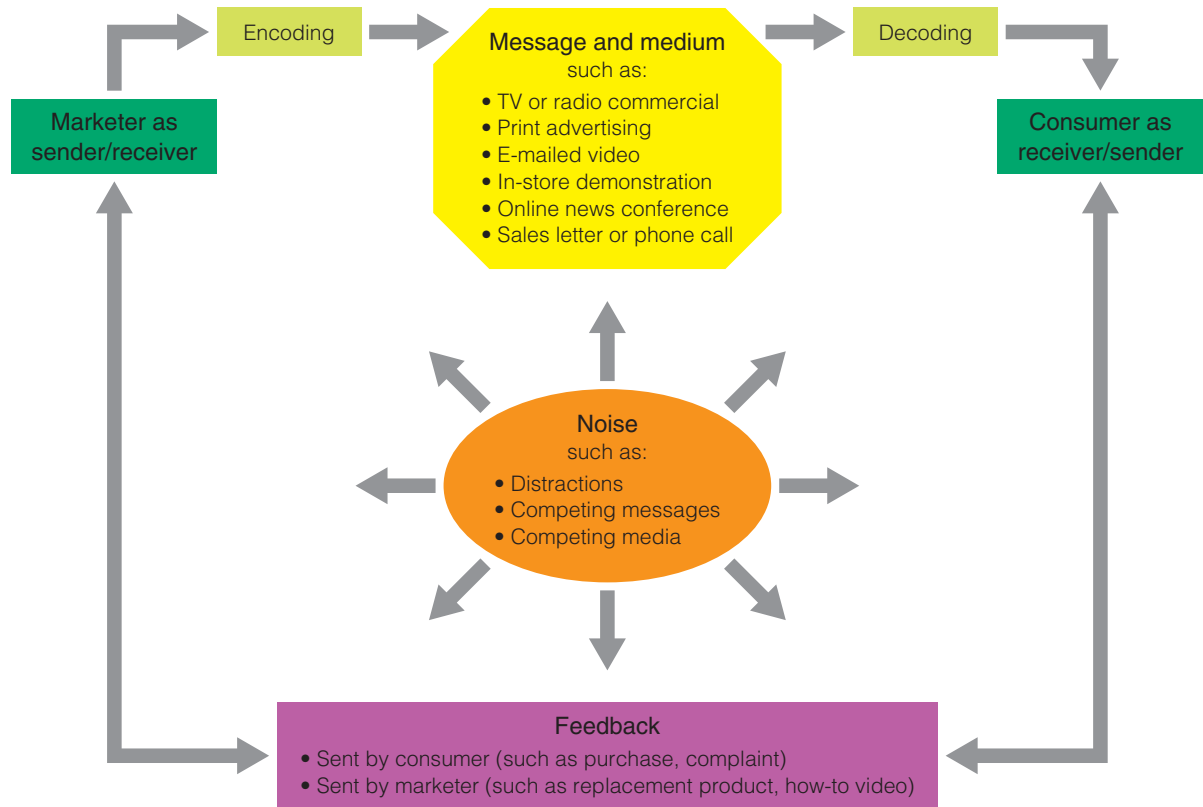 Encoding
Message and medium
such as:
• TV or radio commercial
• Print advertising
• E-mailed video
• In-store demonstration
• Online news conference
• Sales letter or phone call
Decoding
Marketer as
sender/receiver
Consumer as
receiver/sender
Noise
such as:
• Distractions
• Competing messages
• Competing media
Feedback
• Sent by consumer (such as purchase, complaint)
• Sent by marketer (such as replacement product, how-to video)